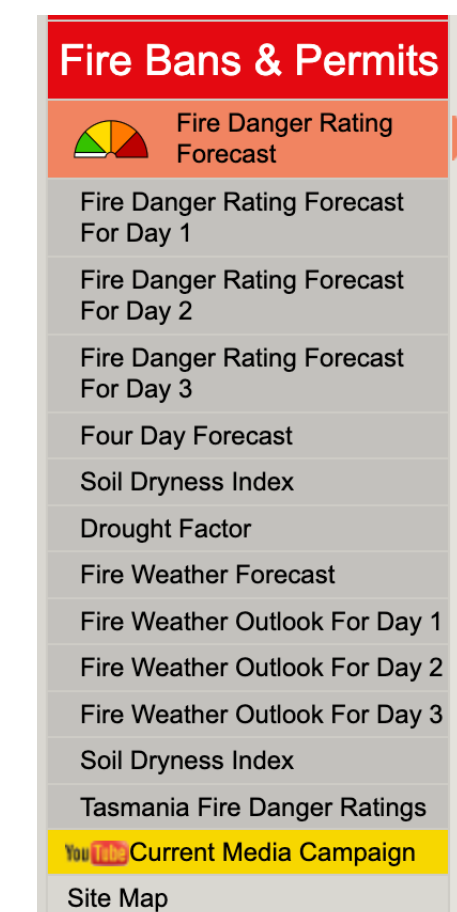 Fire Bans & Permits
Fire Danger Rating
Forecast
Fire Danger Rating Forecast
For Day 1
Fire Danger Rating Forecast
For Day 2
Fire Danger Rating Forecast
For Day 3
Four Day Forecast
Soil Dryness Index
Drought Factor
Fire Weather Forecast
Fire Weather Outlook For Day 1
Fire Weather Outlook For Day 2
Fire Weather Outlook For Day 3
Soil Dryness Index
Tasmania Fire Danger Ratings
YouTube Current Media Campaign
Site Map